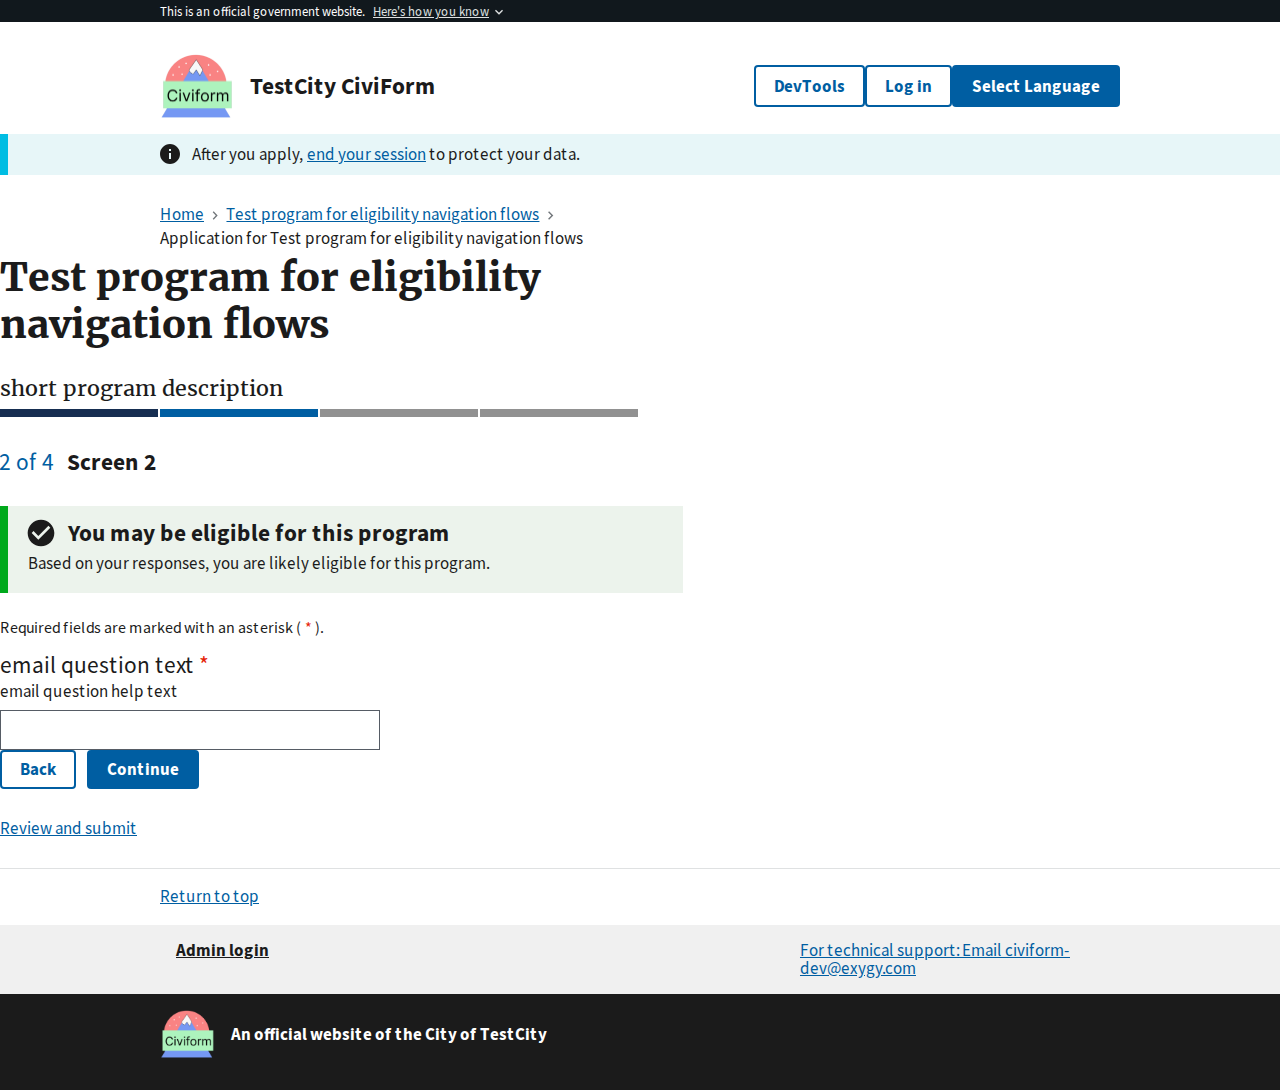 This is an official government website. Here's how you know
Civiform
TestCity CiviForm
DevTools
Log in
Select Language
After you apply, end your session to protect your data.
Home
Test program for eligibility navigation flows
Application for Test program for eligibility navigation flows
Test program for eligibility
navigation flows
short program description
2 of 4 Screen 2
You may be eligible for this program
Based on your responses, you are likely eligible for this program.
Required fields are marked with an asterisk ( * ).
email question text *
email question help text
Back
Continue
Review and submit
Return to top
Admin login
For technical support: Email civiform-
dev@exygy.com
Civiform
An official website of the City of TestCity